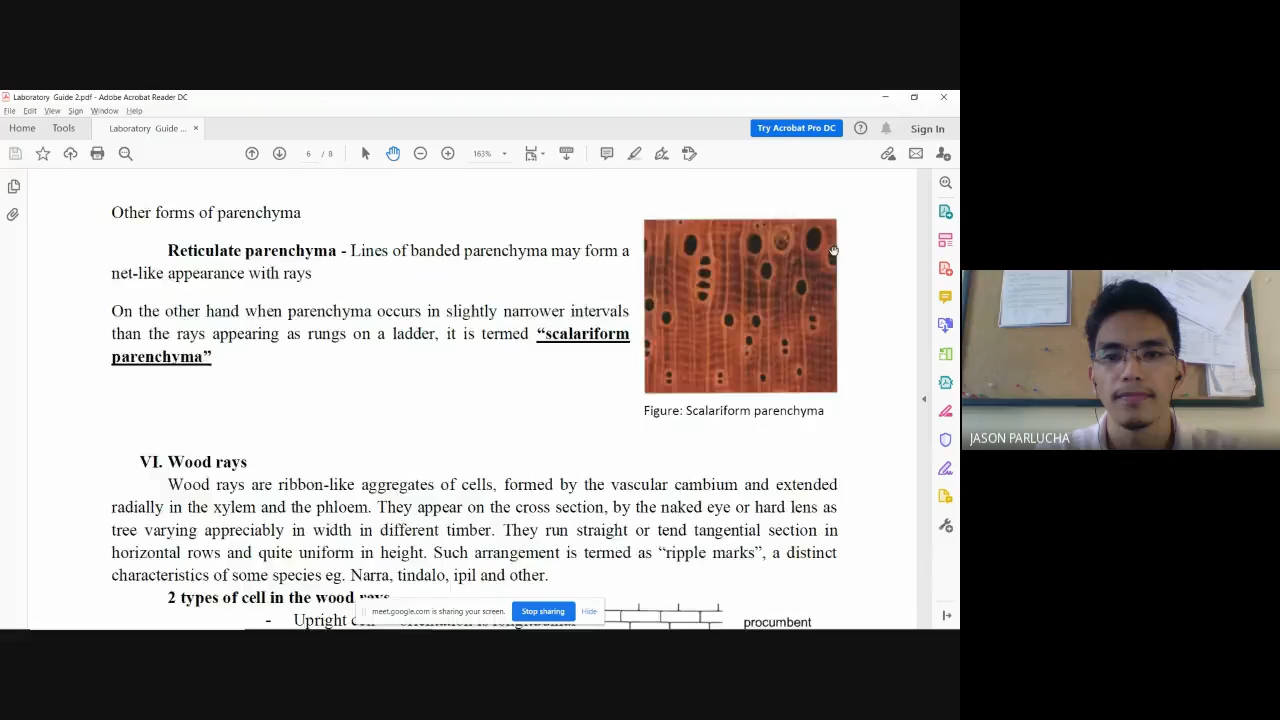 Laboratory Guide 2.pdf - Adobe Acrobat Reader DC
File Edit View Sign Window Help
Home Tools Laboratory Guide ... ×
Try Acrobat Pro DC
Sign In
6 / 8
163%
Other forms of parenchyma
Reticulate parenchyma - Lines of banded parenchyma may form a
net-like appearance with rays
On the other hand when parenchyma occurs in slightly narrower intervals
than the rays appearing as rungs on a ladder, it is termed “scalariform
parenchyma”
Figure: Scalariform parenchyma
VI. Wood rays
Wood rays are ribbon-like aggregates of cells, formed by the vascular cambium and extended
radially in the xylem and the phloem. They appear on the cross section, by the naked eye or hard lens as
tree varying appreciably in width in different timber. They run straight or tend tangential section in
horizontal rows and quite uniform in height. Such arrangement is termed as “ripple marks”, a distinct
characteristics of some species eg. Narra, tindalo, ipil and other.
2 types of cell in the wood rays
- Upright
procumbent
meet.google.com is sharing your screen. Stop sharing Hide
JASON PARLUCHA